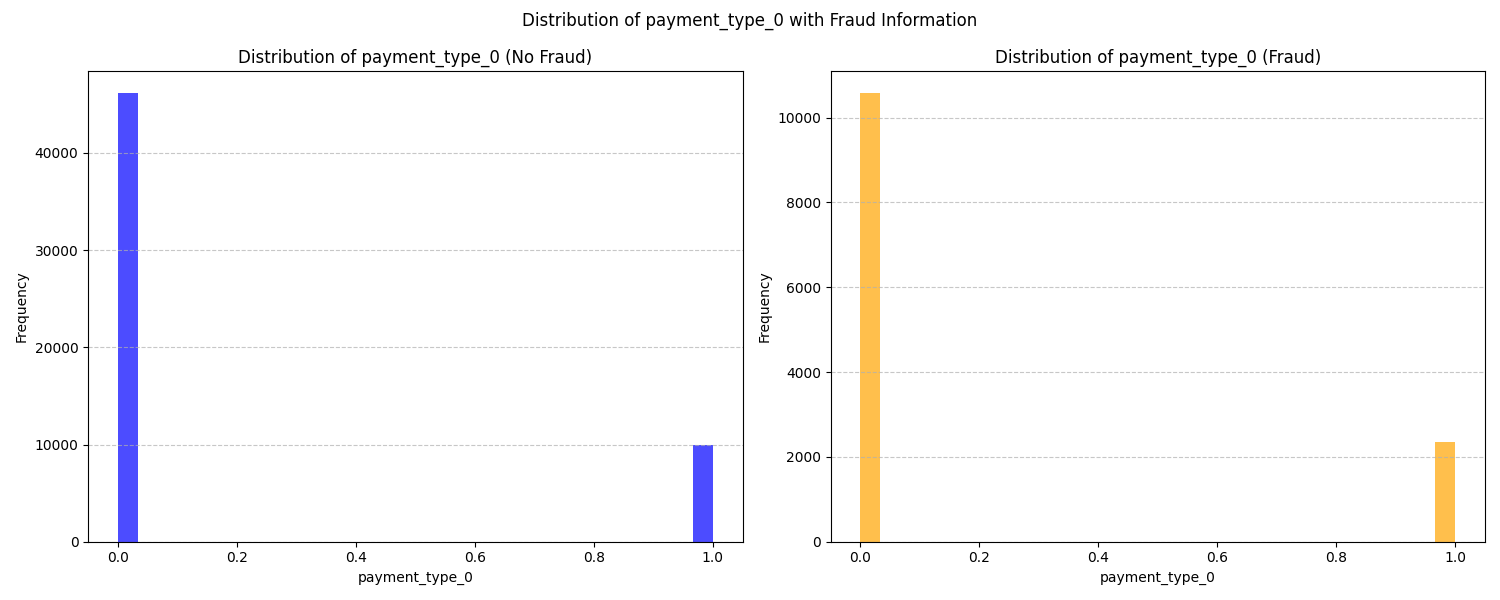 Distribution of payment_type_0 with Fraud Information
Distribution of payment_type_0 (No Fraud)
Frequency
40000
30000
20000
10000
0
0.0 0.2 0.4 0.6 0.8 1.0
payment_type_0
Distribution of payment_type_0 (Fraud)
Frequency
10000
8000
6000
4000
2000
0
0.0 0.2 0.4 0.6 0.8 1.0
payment_type_0